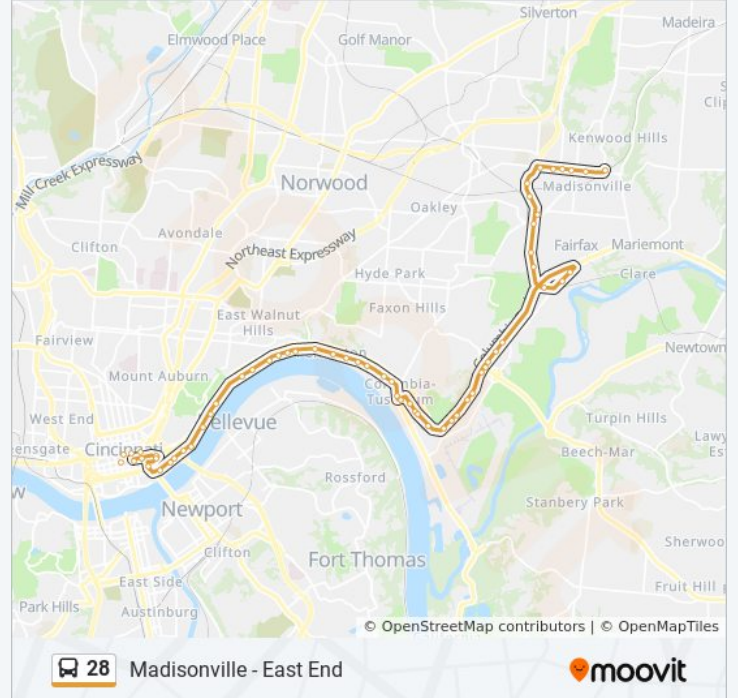 Silverton
Madeira
Elmwood Place
Golf Manor
Kenwood Hills
Mill Creek Expressway
Norwood
Madisonville
Oakley
Avondale
Clifton
Northeast Expressway
Fairfax
Mariemont
Hyde Park
Clare
East Walnut
Hills
Faxon Hills
Fairview
Newtown
Mount Auburn
Columbia-
Tusculum
West End
ellevue
Turpin Hills
Cincinnati
Beech-Mar
Rossford
Newport
Stanbery Park
Clifton
Fort Thomas
East Side
Park Hills
Austinburg
Fruit Hill
© OpenStreetMap contributors | © OpenMapTiles
28 Madisonville - East End
moovit